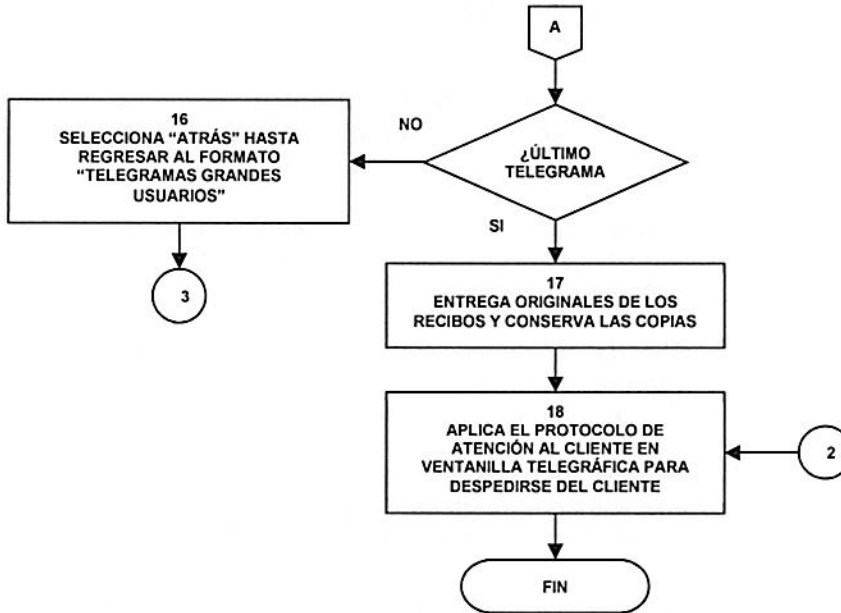 A
¿ÚLTIMO
TELEGRAMA
NO
SI
16
SELECCIONA “ATRÁS” HASTA
REGRESAR AL FORMATO
“TELEGRAMAS GRANDES
USUARIOS”
3
17
ENTREGA ORIGINALES DE LOS
RECIBOS Y CONSERVA LAS COPIAS
18
APLICA EL PROTOCOLO DE
ATENCIÓN AL CLIENTE EN
VENTANILLA TELEGRÁFICA PARA
DESPEDIRSE DEL CLIENTE
2
FIN